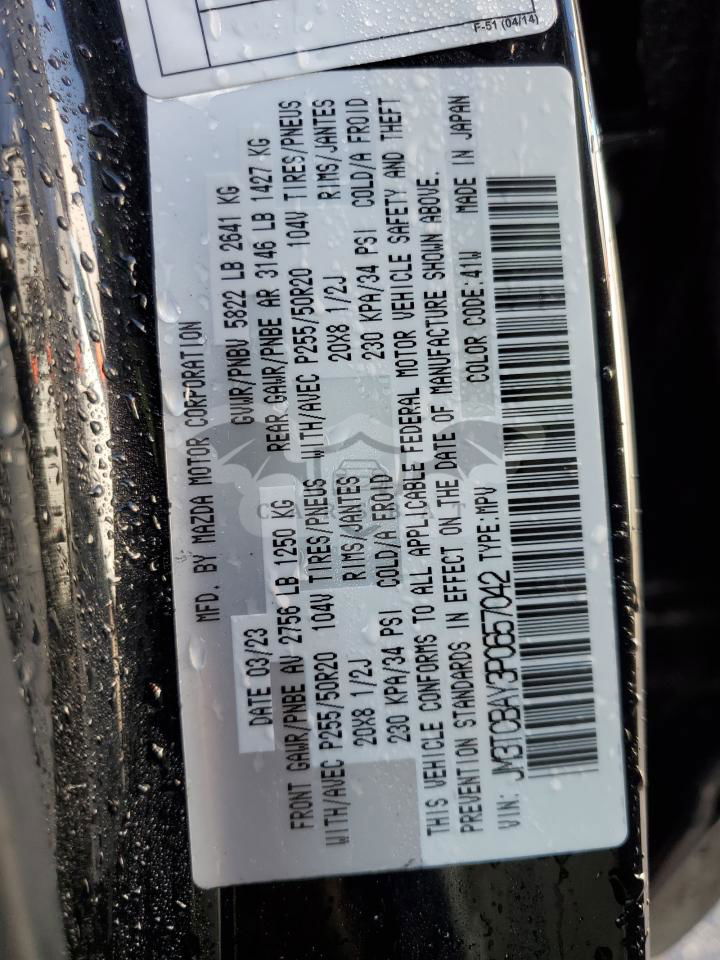 F-51 (04/14)
MFD. BY MAZDA MOTOR CORPORATION
DATE 03/23 GVWR/PNBV 5822 LB 2641 KG
FRONT GAWR/PNBE AV 2756 LB 1250 KG REAR GAWR/PNBE AR 3146 LB 1427 KG
WITH/AVEC P255/50R20 104V TIRES/PNEUS WITH/AVEC P255/50R20 104V TIRES/PNEUS
20X8 1/2J RIMS/JANTES 20X8 1/2J RIMS/JANTES
230 KPA/34 PSI COLD/A FROID 230 KPA/34 PSI COLD/A FROID
THIS VEHICLE CONFORMS TO ALL APPLICABLE FEDERAL MOTOR VEHICLE SAFETY AND THEFT
PREVENTION STANDARDS IN EFFECT ON THE DATE OF MANUFACTURE SHOWN ABOVE.
VIN: JM3TCBAY3P0657042 TYPE:MPV COLOR CODE:41W MADE IN JAPAN